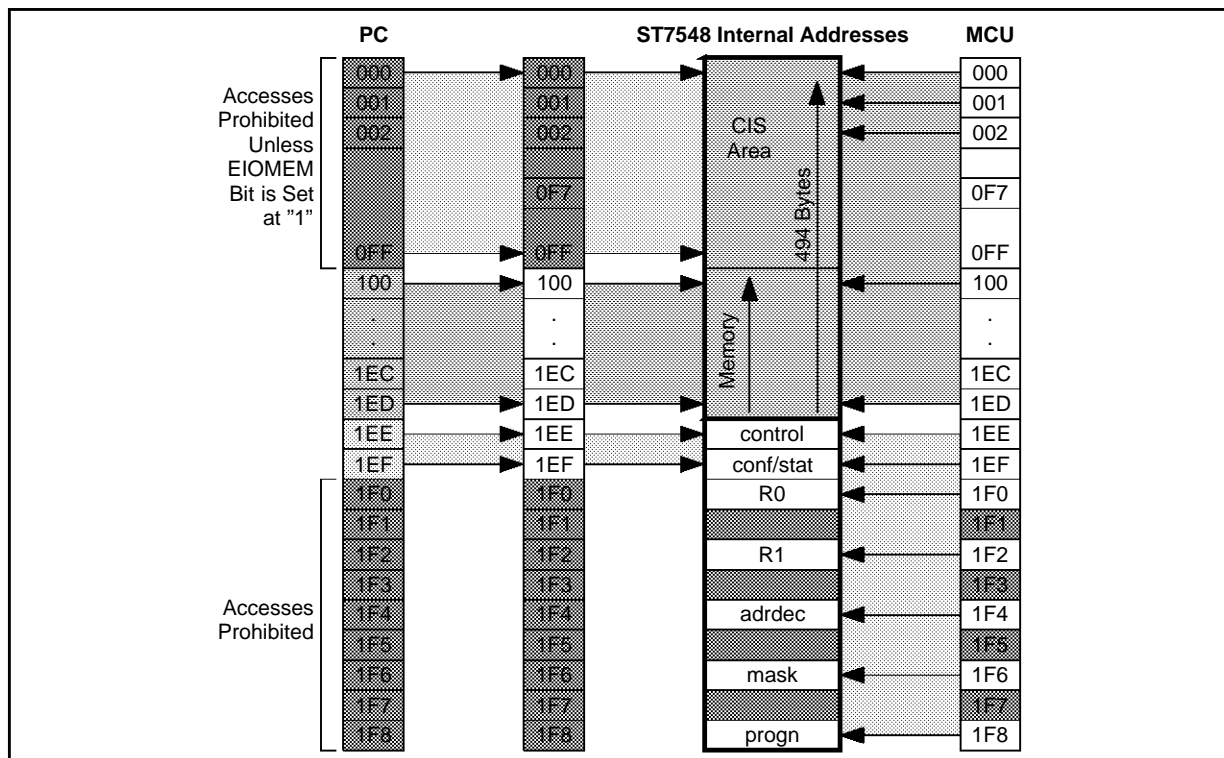 PC ST7548 Internal Addresses MCU
Accesses
Prohibited
Unless
EIOMEM
Bit is Set
at ”1”
000 000 000
001 001 001
002 002 CIS 002
Area
0F7 0F7
494 Bytes
0FF 0FF 0FF
100 100 100
. . .
. . .
Memory
1EC 1EC 1EC
1ED 1ED 1ED
1EE 1EE control 1EE
1EF 1EF conf/stat 1EF
Accesses
Prohibited
1F0 1F0 R0 1F0
1F1 1F1 1F1
1F2 1F2 R1 1F2
1F3 1F3 1F3
1F4 1F4 adrdec 1F4
1F5 1F5 1F5
1F6 1F6 mask 1F6
1F7 1F7 1F7
1F8 1F8 progn 1F8